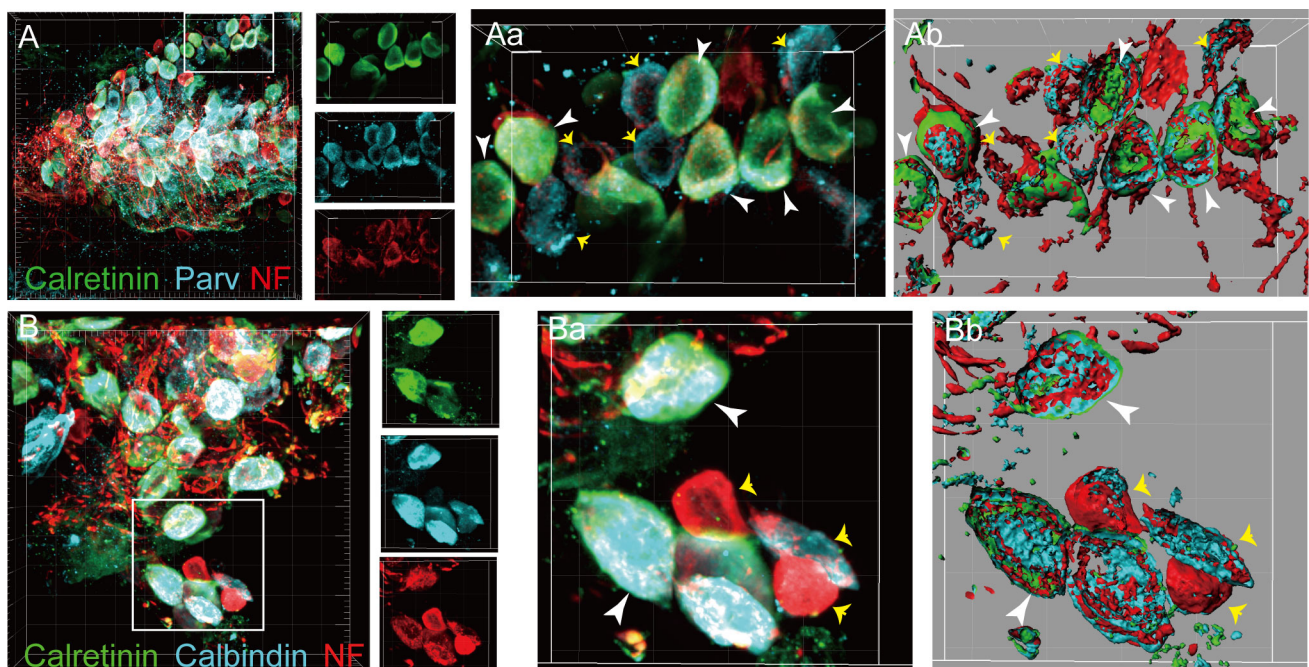 A
Aa
Ab
Calretinin Parv NF
B
Ba
Bb
Calretinin Calbindin NF